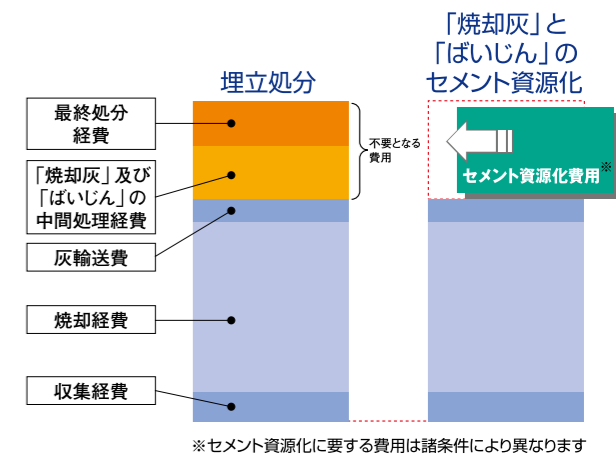 「焼却灰」と
「ばいじん」の
セメント資源化
埋立処分
最終処分
経費
「焼却灰」及び
「ばいじん」の
中間処理経費
灰輸送費
焼却経費
収集経費
不要となる
費用
セメント資源化費用※
※セメント資源化に要する費用は諸条件により異なります